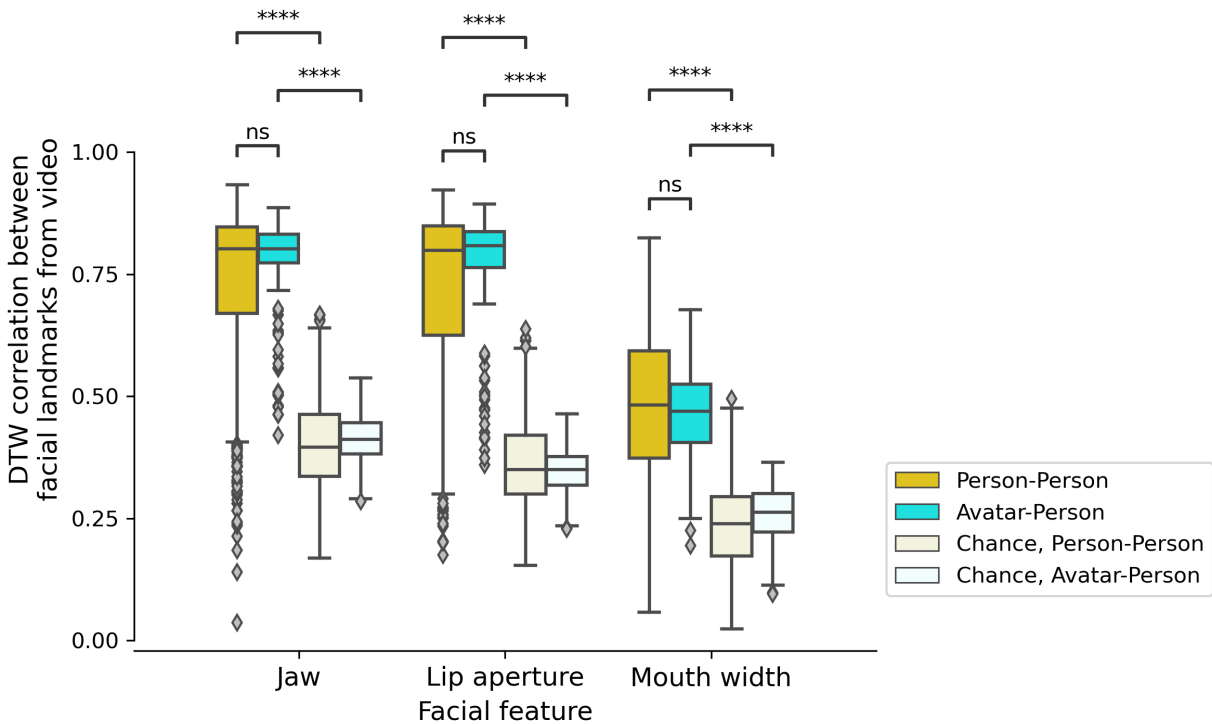 ****
****
****
****
****
****
ns
ns
ns
DTW correlation between
facial landmarks from video
1.00
0.75
0.50
0.25
0.00
Jaw
Lip aperture
Mouth width
Facial feature
Person-Person
Avatar-Person
Chance, Person-Person
Chance, Avatar-Person